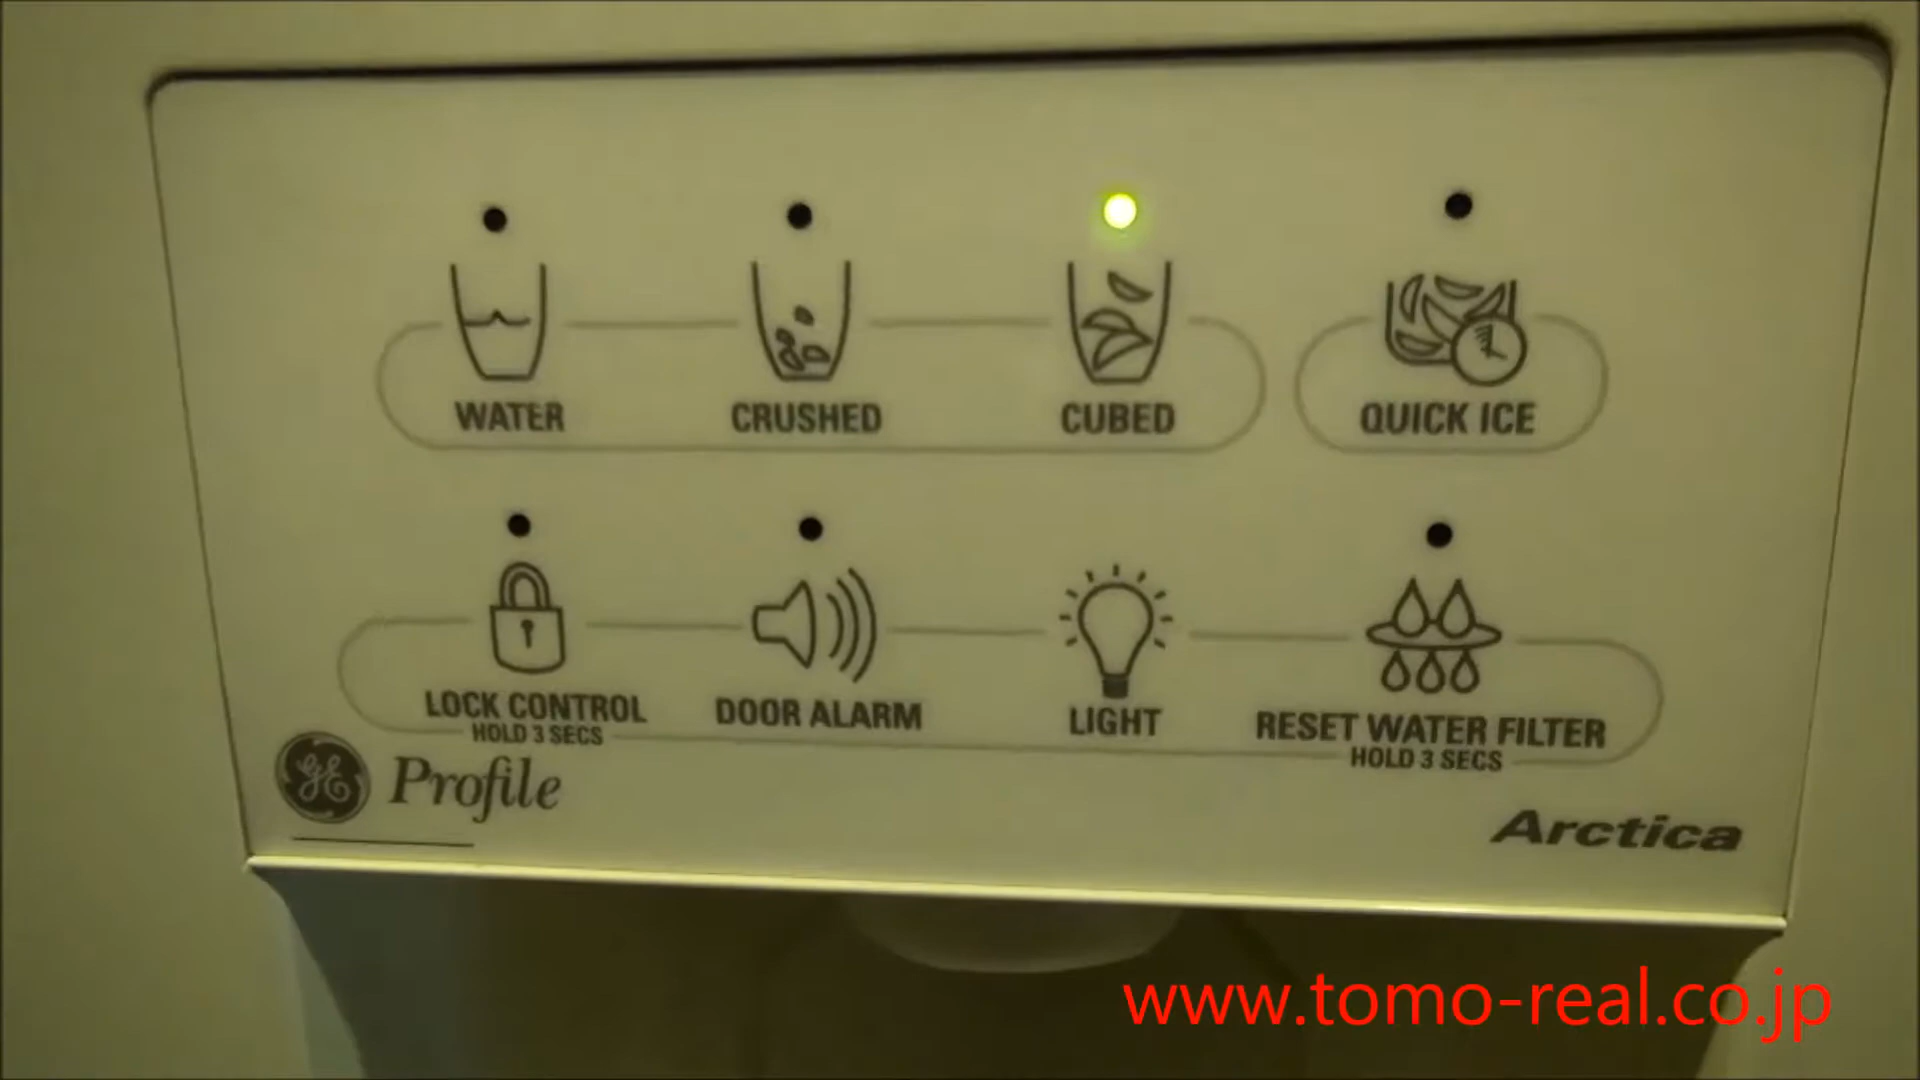 WATER
CRUSHED
CUBED
QUICK ICE
LOCK CONTROL
HOLD 3 SECS
DOOR ALARM
LIGHT
RESET WATER FILTER
HOLD 3 SECS
GE Profile
Arctica
www.tomo-real.co.jp